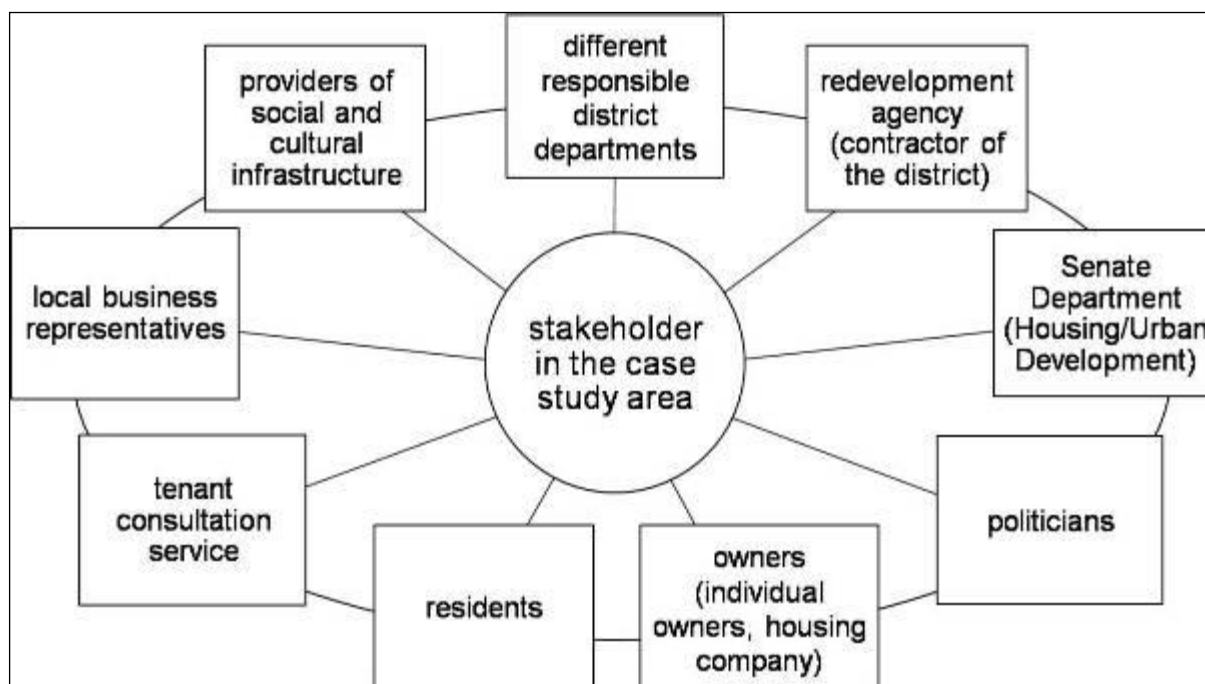 different
responsible
district
departments
redevelopment
agency
(contractor of
the district)
Senate
Department
(Housing/Urban
Development)
politicians
owners
(individual
owners, housing
company)
residents
tenant
consultation
service
local business
representatives
providers of
social and
cultural
infrastructure
stakeholder
in the case
study area